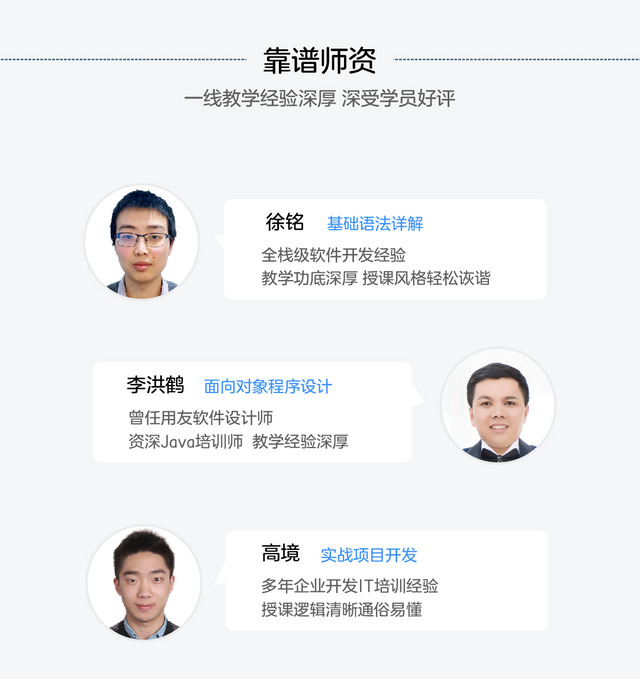 靠谱师资
一线教学经验深厚 深受学员好评
徐铭 基础语法详解
全栈级软件开发经验
教学功底深厚 授课风格轻松诙谐
李洪鹤 面向对象程序设计
曾任用友软件设计师
资深Java培训师 教学经验深厚
高境 实战项目开发
多年企业开发IT培训经验
授课逻辑清晰通俗易懂